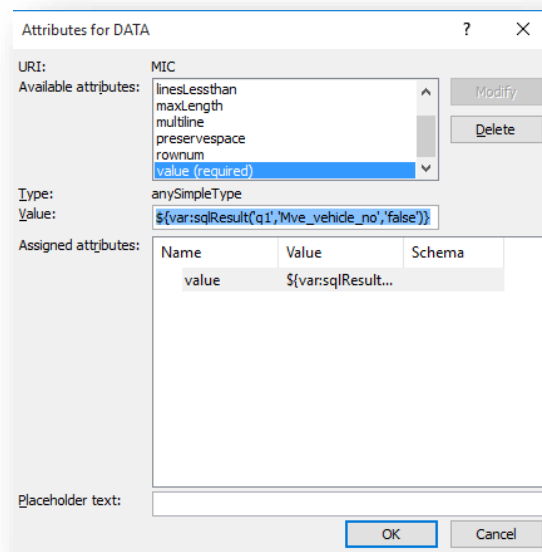 Attributes for DATA ? ✕
URI: MIC
Available attributes: linesLessthan
maxLength
multiline
preservespace
rownum
value (required)
Modify
Delete
Type: anySimpleType
Value: ${var:sqlResult('q1','Mve_vehicle_no','false')}
Assigned attributes:
Name Value Schema
value ${var:sqlResult...
Placeholder text:
OK Cancel